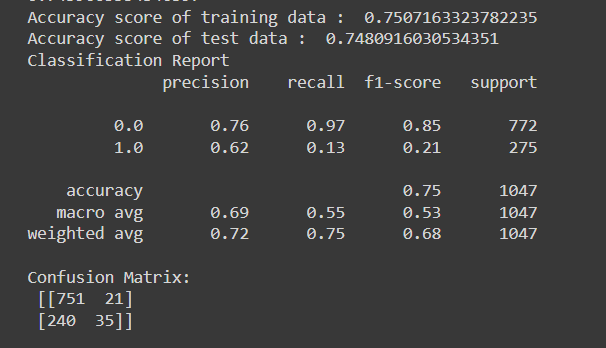 Accuracy score of training data :  0.7507163323782235
Accuracy score of test data :  0.7480916030534351
Classification Report
              precision    recall  f1-score   support

         0.0       0.76      0.97      0.85       772
         1.0       0.62      0.13      0.21       275

    accuracy                           0.75      1047
   macro avg       0.69      0.55      0.53      1047
weighted avg       0.72      0.75      0.68      1047

Confusion Matrix:
 [[751  21]
 [240  35]]